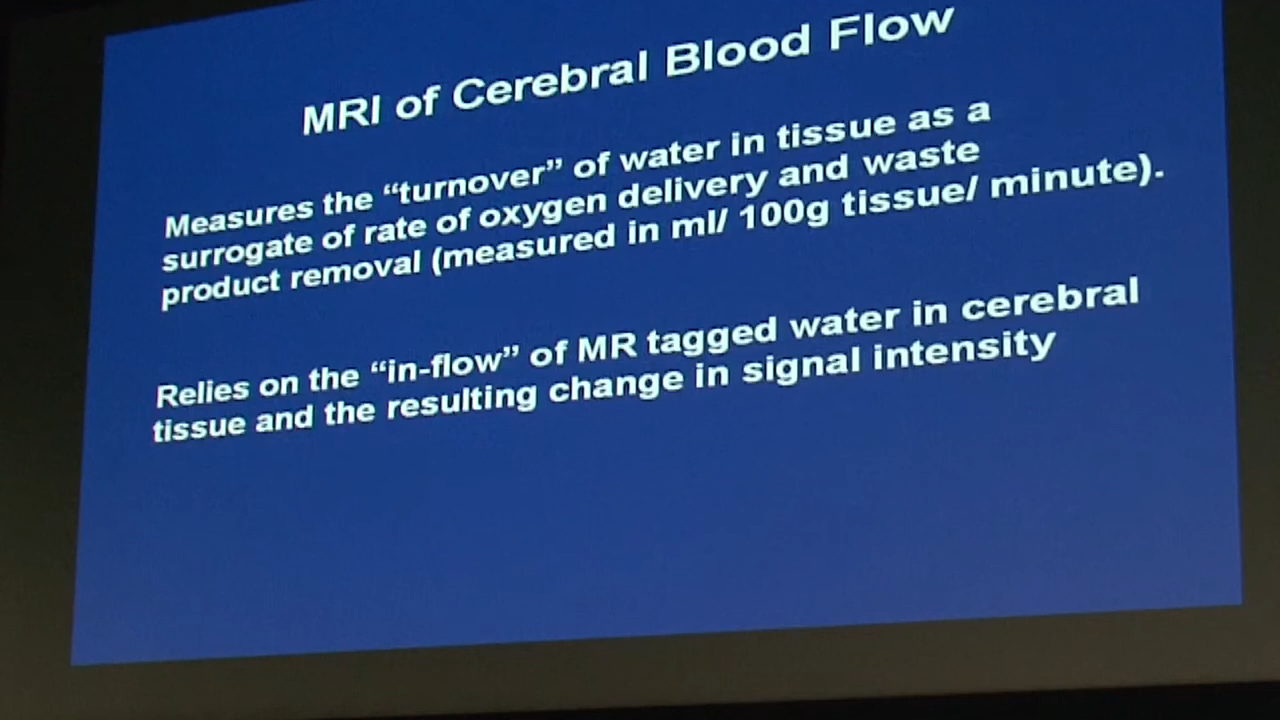 MRI of Cerebral Blood Flow
Measures the “turnover” of water in tissue as a
surrogate of rate of oxygen delivery and waste
product removal (measured in ml/ 100g tissue/ minute).
Relies on the “in-flow” of MR tagged water in cerebral
tissue and the resulting change in signal intensity